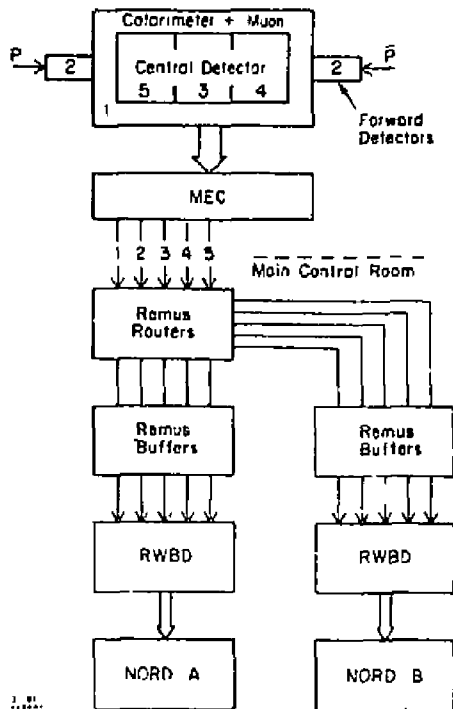 Calorimeter + Muon
P
2
Central Detector
2
P̄
5 3 4
1
Forward
Detectors
MEC
1 2 3 4 5
Main Control Room
Remus
Routers
Remus
Buffers
Remus
Buffers
RWBD
RWBD
NORD A
NORD B